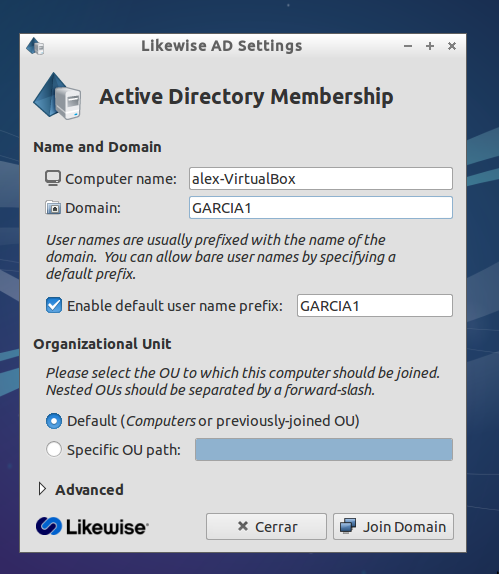 Likewise AD Settings
Active Directory Membership
Name and Domain
Computer name: alex-VirtualBox
Domain: GARCIA1
User names are usually prefixed with the name of the
domain. You can allow bare user names by specifying a
default prefix.
Enable default user name prefix: GARCIA1
Organizational Unit
Please select the OU to which this computer should be joined.
Nested OUs should be separated by a forward-slash.
Default (Computers or previously-joined OU)
Specific OU path:
Advanced
Likewise
Cerrar
Join Domain